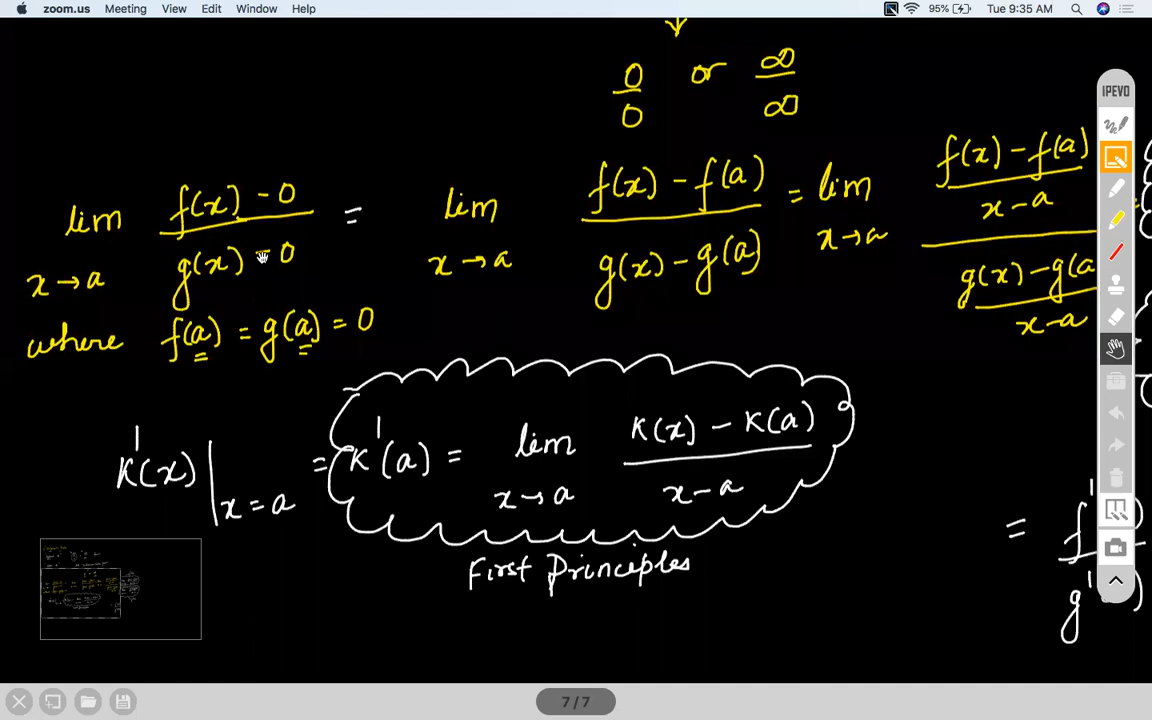 zoom.us Meeting View Edit Window Help 95% Tue 9:35 AM
0/0 or ∞/∞
IPEVO
lim x→a (f(x) - 0)/(g(x) - 0) = lim x→a (f(x) - f(a))/(g(x) - g(a)) = lim x→a ((f(x) - f(a))/(x-a))/((g(x) - g(a)/(x-a))
where f(a) = g(a) = 0
K'(x)|x=a = K'(a) = lim x→a (K(x) - K(a))/(x-a)
First Principles
= f'/g'
7 / 7